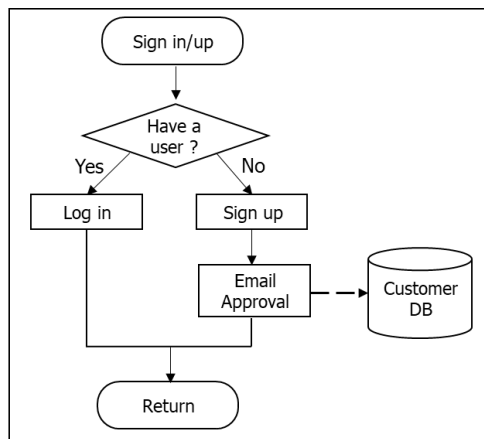 Sign in/up
Have a
user ?
Yes
No
Log in
Sign up
Email
Approval
Customer
DB
Return